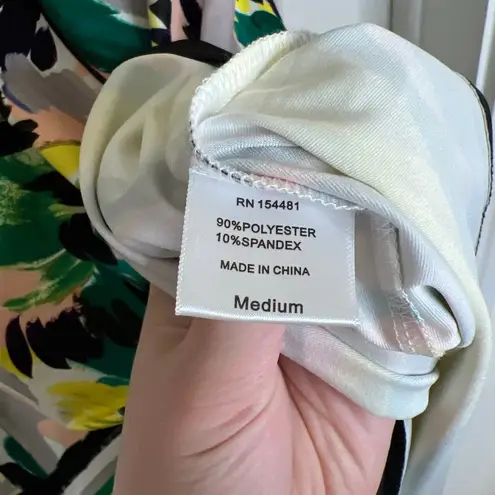 RN 154481
90%POLYESTER
10%SPANDEX
MADE IN CHINA
Medium